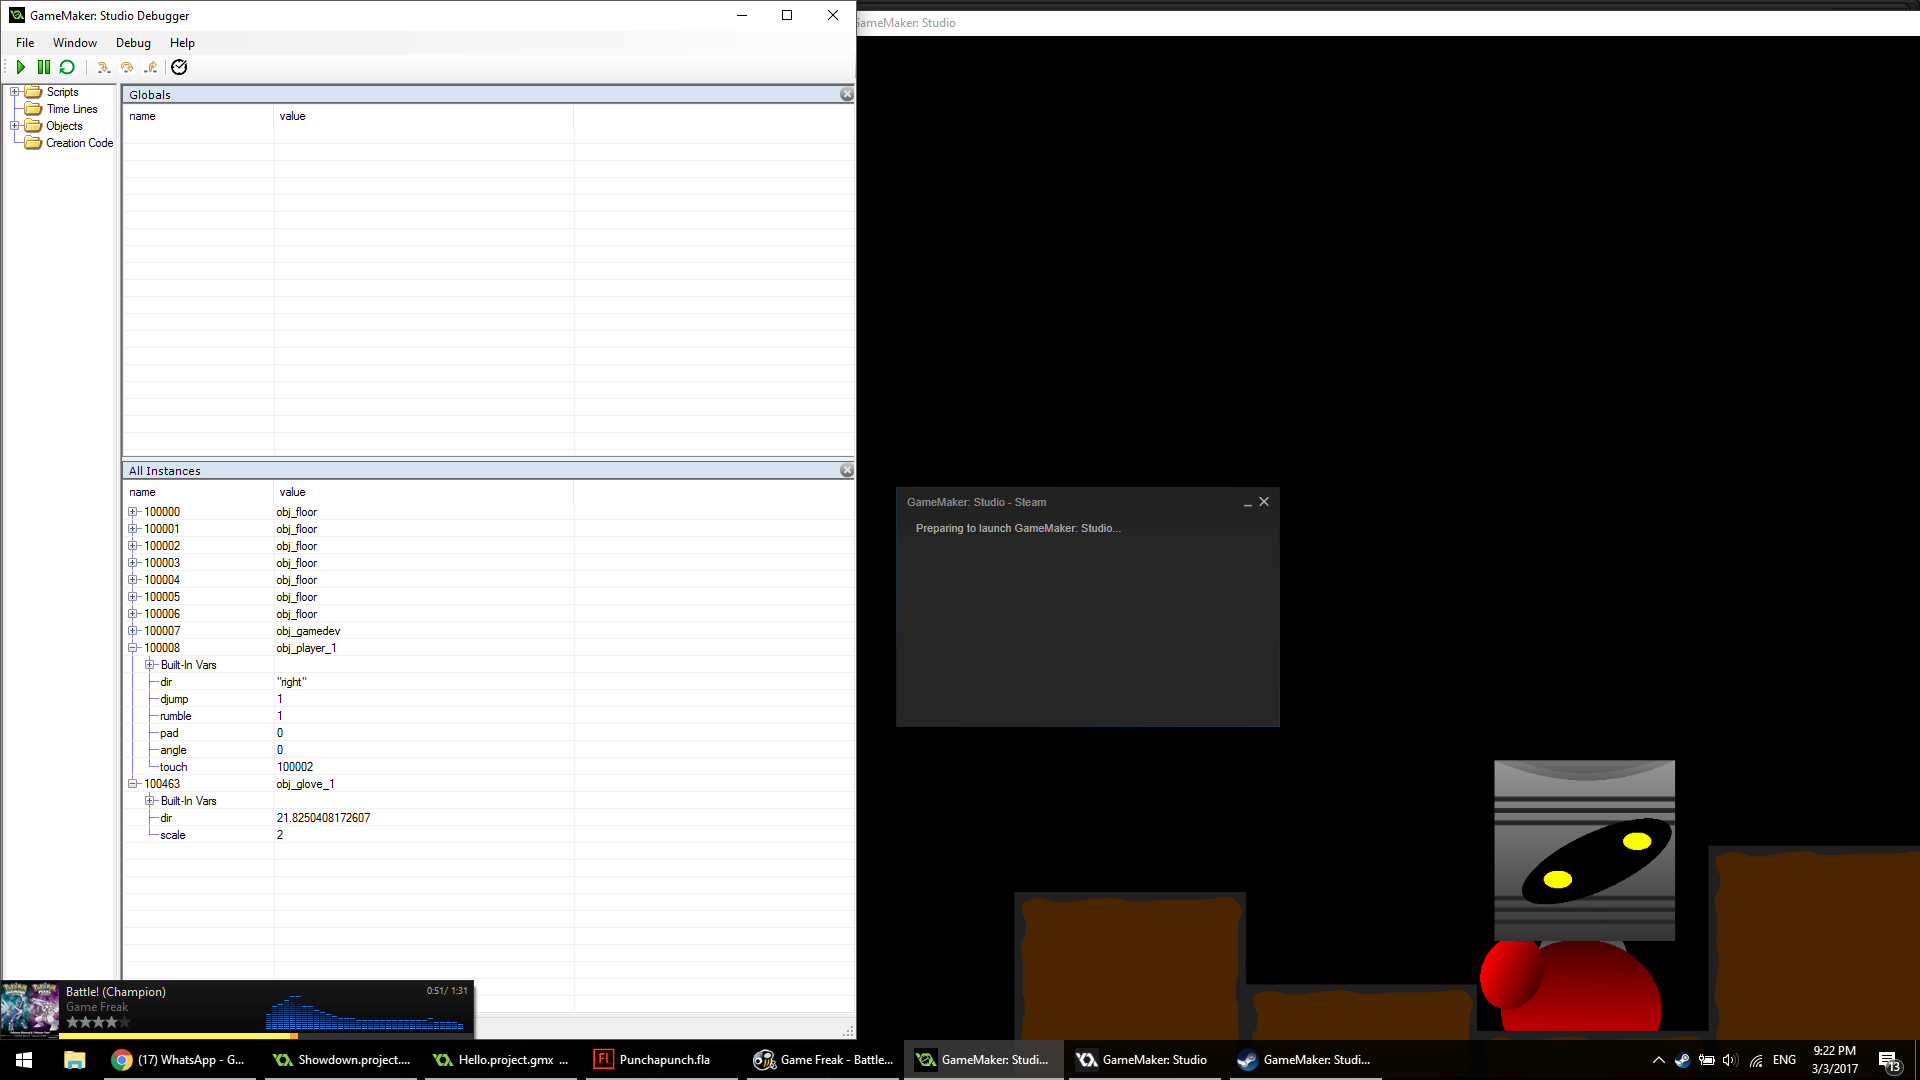 GameMaker: Studio Debugger
GameMaker: Studio
File Window Debug Help
Scripts
Time Lines
Objects
Creation Code
Globals
name value
All Instances
name value
100000 obj_floor
100001 obj_floor
100002 obj_floor
100003 obj_floor
100004 obj_floor
100005 obj_floor
100006 obj_floor
100007 obj_gamedev
100008 obj_player_1
Built-In Vars
dir "right"
djump 1
rumble 1
pad 0
angle 0
touch 100002
100463 obj_glove_1
Built-In Vars
dir 21.8250408172607
scale 2
GameMaker: Studio - Steam
Preparing to launch GameMaker: Studio...
Battle! (Champion) 0:51/ 1:31
Game Freak
(17) WhatsApp - G... Showdown.project.... Hello.project.gmx ... Punchapunch.fla Game Freak - Battle... GameMaker: Studi... GameMaker: Studio GameMaker: Studi... ENG 9:22 PM
3/3/2017 13